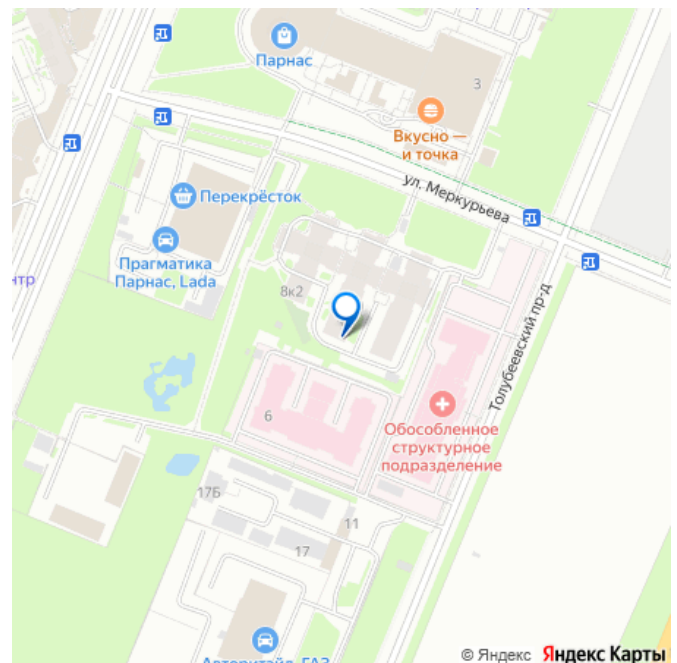 Парнас
3
Вкусно —
и точка
ул. Меркурьева
Перекрёсток
Прагматика
Парнас, Lada
нтр
8к2
Толубеевский пр-д
6
Обособленное
структурное
подразделение
17Б
11
17
© Яндекс Яндекс Карты